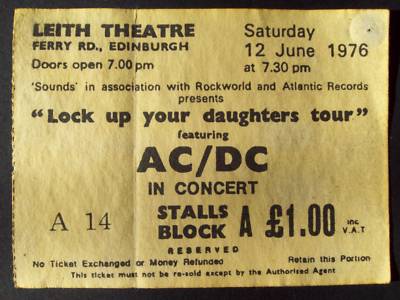 LEITH THEATRE
FERRY RD., EDINBURGH
Doors open 7.00 pm
Saturday
12 June 1976
at 7.30 pm
'Sounds' in association with Rockworld and Atlantic Records
presents
"Lock up your daughters tour"
featuring
AC/DC
IN CONCERT
A 14
STALLS
BLOCK A £1.00 inc V.A.T
RESERVED
No Ticket Exchanged or Money Refunded
Retain this Portion
This ticket must not be re-sold except by the Authorised Agent